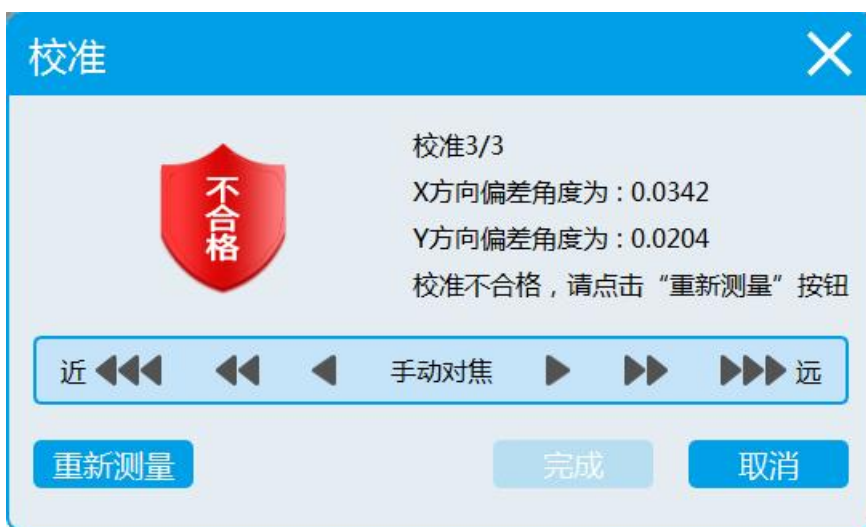 校准
不合格
校准3/3
X方向偏差角度为：0.0342
Y方向偏差角度为：0.0204
校准不合格，请点击“重新测量”按钮
近 手动对焦 远
重新测量 完成 取消